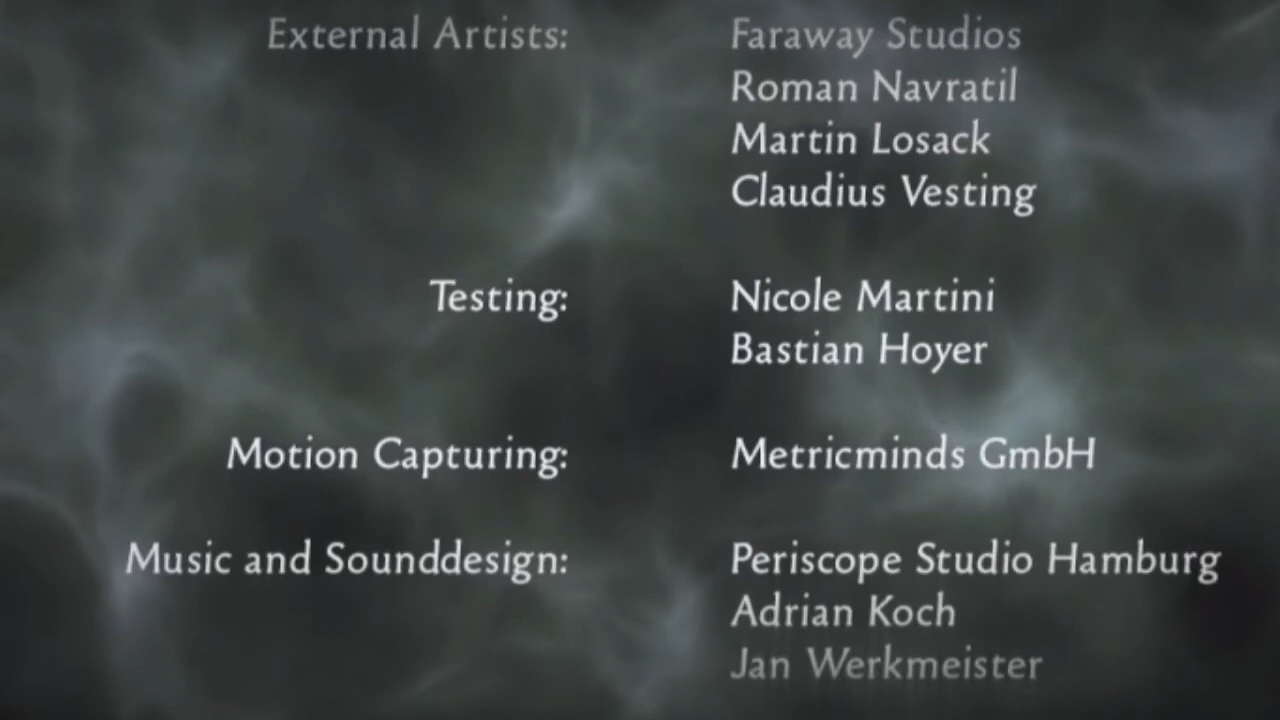 External Artists: Faraway Studios
Roman Navratil
Martin Losack
Claudius Vesting
Testing: Nicole Martini
Bastian Hoyer
Motion Capturing: Metricminds GmbH
Music and Sounddesign: Periscope Studio Hamburg
Adrian Koch
Jan Werkmeister